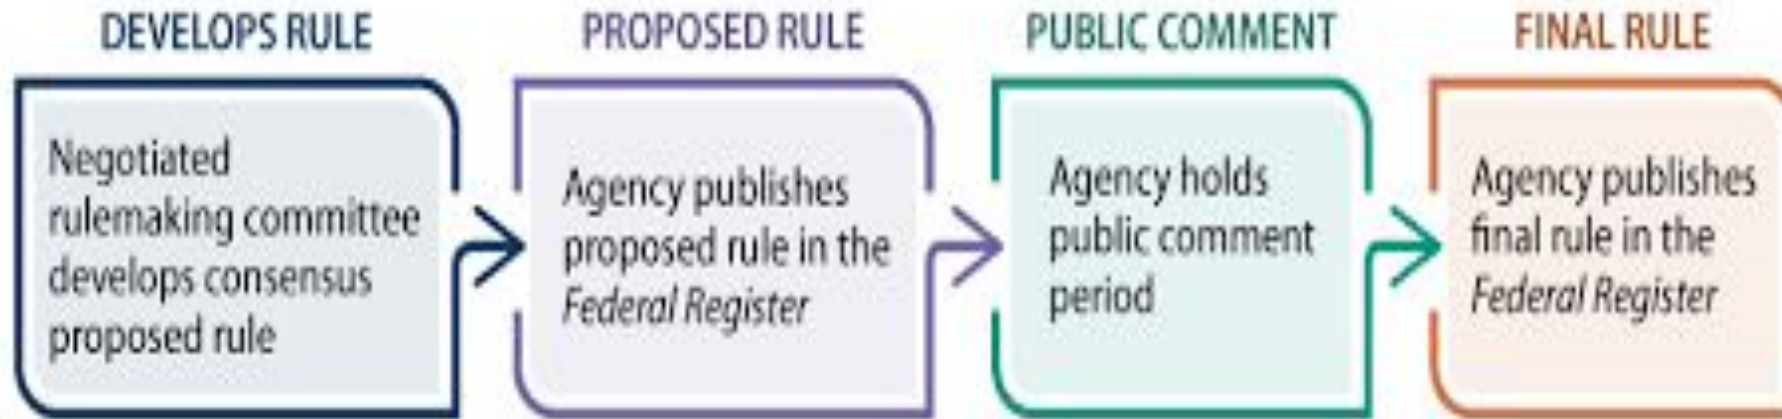 DEVELOPS RULE
Negotiated
rulemaking committee
develops consensus
proposed rule
PROPOSED RULE
Agency publishes
proposed rule in the
Federal Register
PUBLIC COMMENT
Agency holds
public comment
period
FINAL RULE
Agency publishes
final rule in the
Federal Register